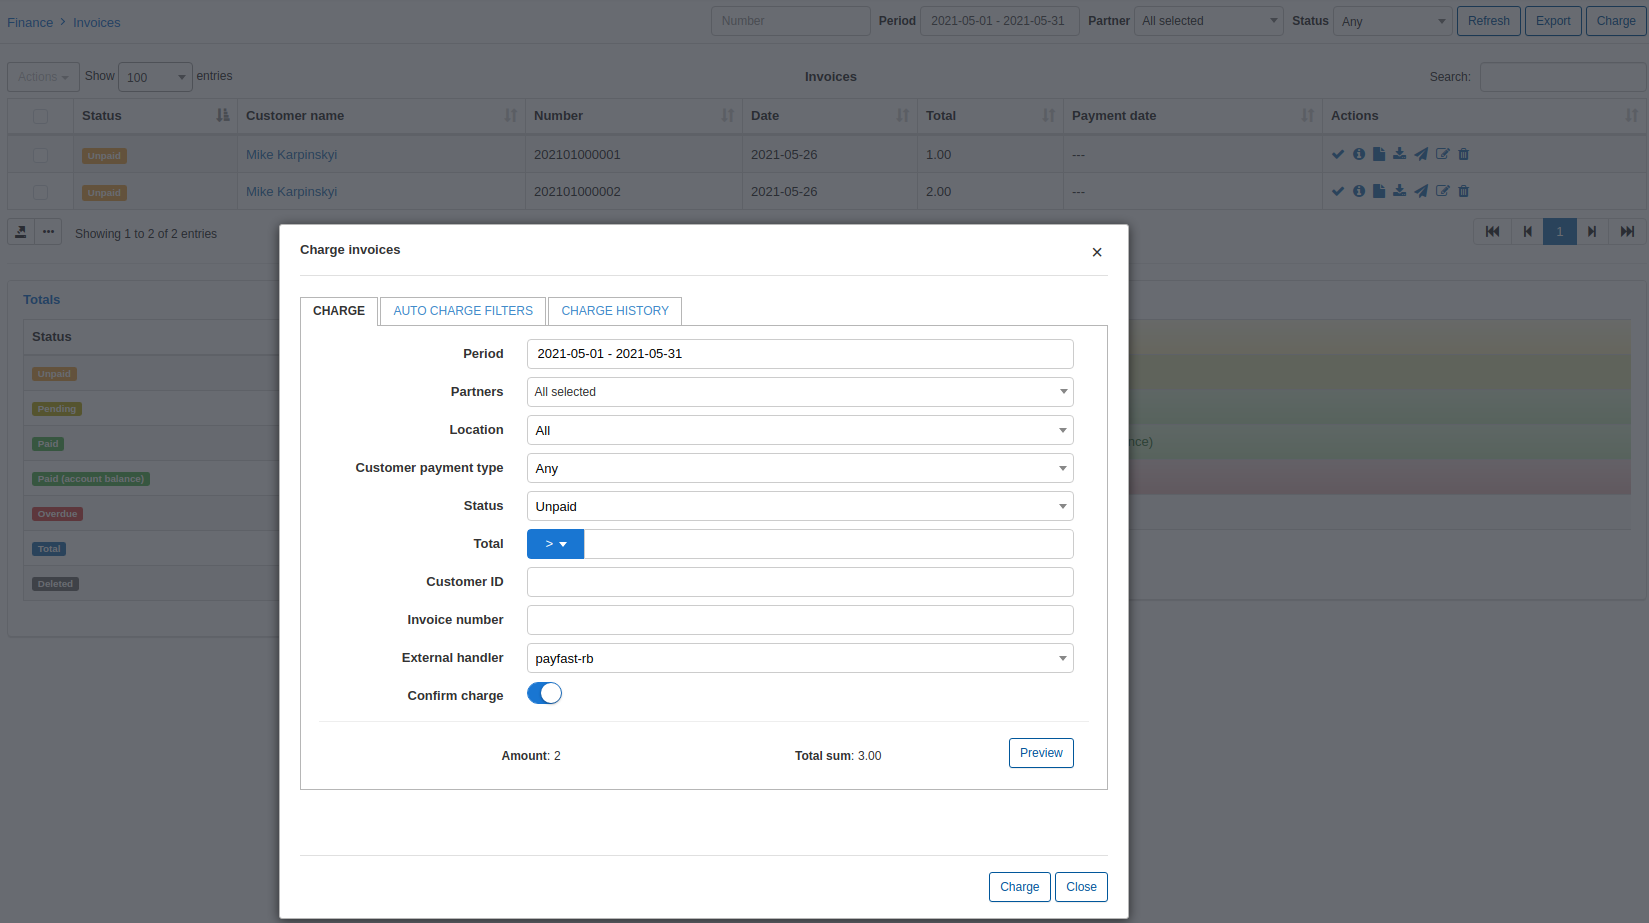 Finance > Invoices
Number
Period 2021-05-01 - 2021-05-31
Partner All selected
Status Any
Refresh
Export
Charge
Actions
Show 100 entries
Invoices
Search:
Status Customer name Number Date Total Payment date Actions
Unpaid Mike Karpinskyi 202101000001 2021-05-26 1.00 ---
Unpaid Mike Karpinskyi 202101000002 2021-05-26 2.00 ---
Showing 1 to 2 of 2 entries
1
Totals
Status
Unpaid
Pending
Paid
Paid (account balance)
Overdue
Total
Deleted
nce)
Charge invoices
×
CHARGE
AUTO CHARGE FILTERS
CHARGE HISTORY
Period 2021-05-01 - 2021-05-31
Partners All selected
Location All
Customer payment type Any
Status Unpaid
Total >
Customer ID
Invoice number
External handler payfast-rb
Confirm charge
Amount: 2
Total sum: 3.00
Preview
Charge
Close